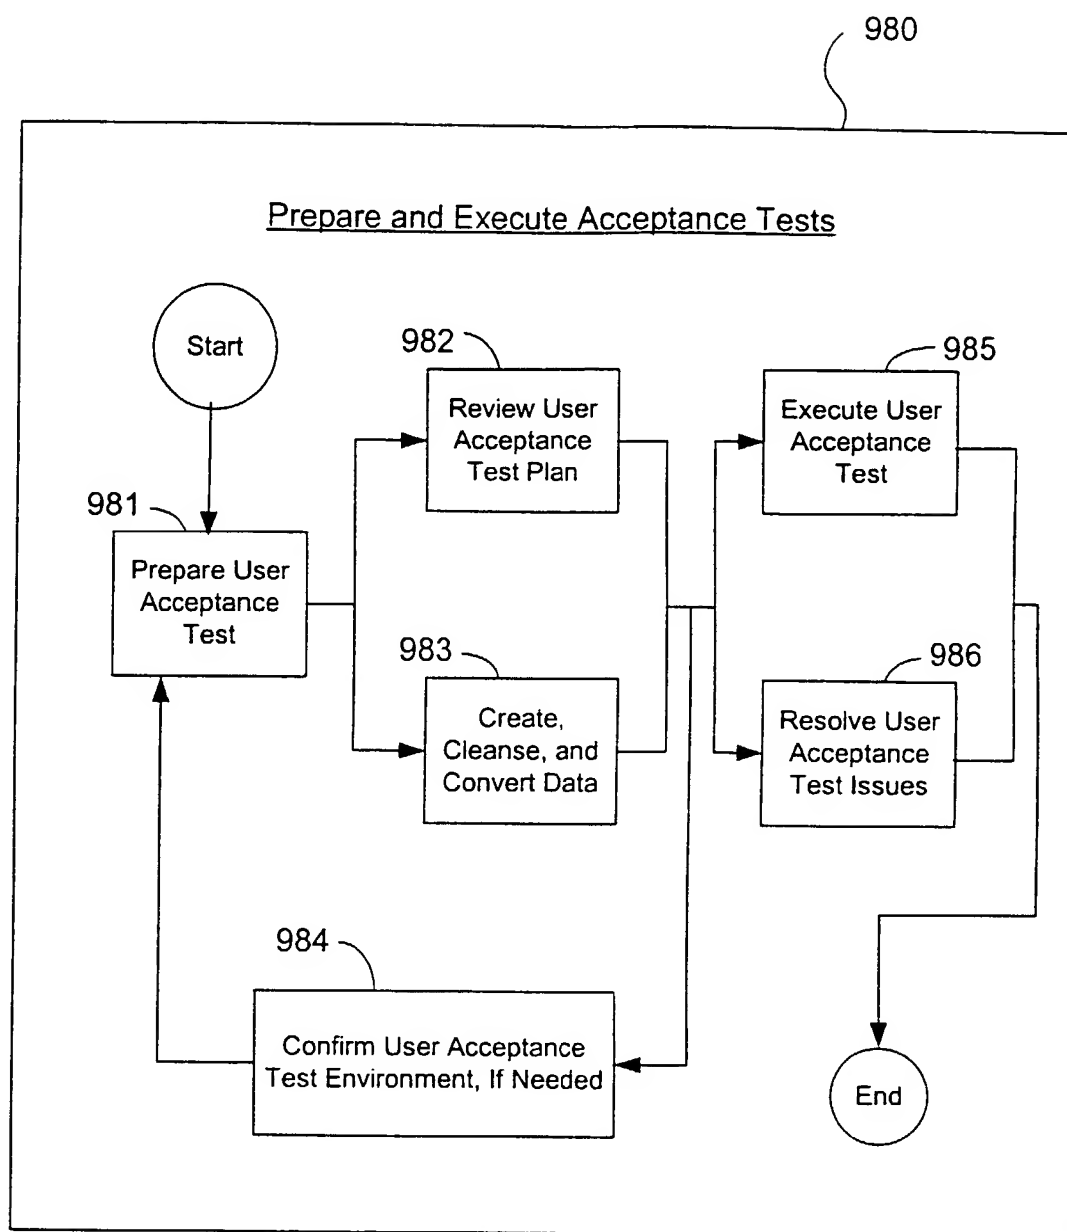 980
Prepare and Execute Acceptance Tests
Start
982
Review User
Acceptance
Test Plan
985
Execute User
Acceptance
Test
981
Prepare User
Acceptance
Test
983
Create,
Cleanse, and
Convert Data
986
Resolve User
Acceptance
Test Issues
984
Confirm User Acceptance
Test Environment, If Needed
End